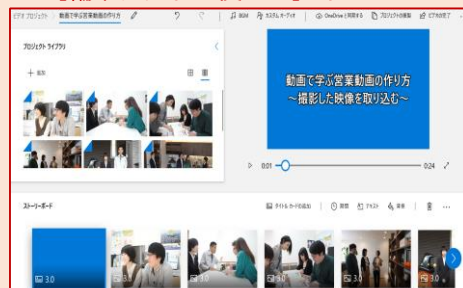 ビデオ プロジェクト 動画で学ぶ営業動画の作り方
BGM カスタム オーディオ OneDrive と同期する プロジェクトの複製 ビデオの完了
プロジェクト ライブラリ
+ 追加
動画で学ぶ営業動画の作り方
～撮影した映像を取り込む～
0:01 0:24
ストーリーボード
タイトル カードの追加 期間 テキスト 効果
3.0 3.0 3.0 3.0 3.0 3.0